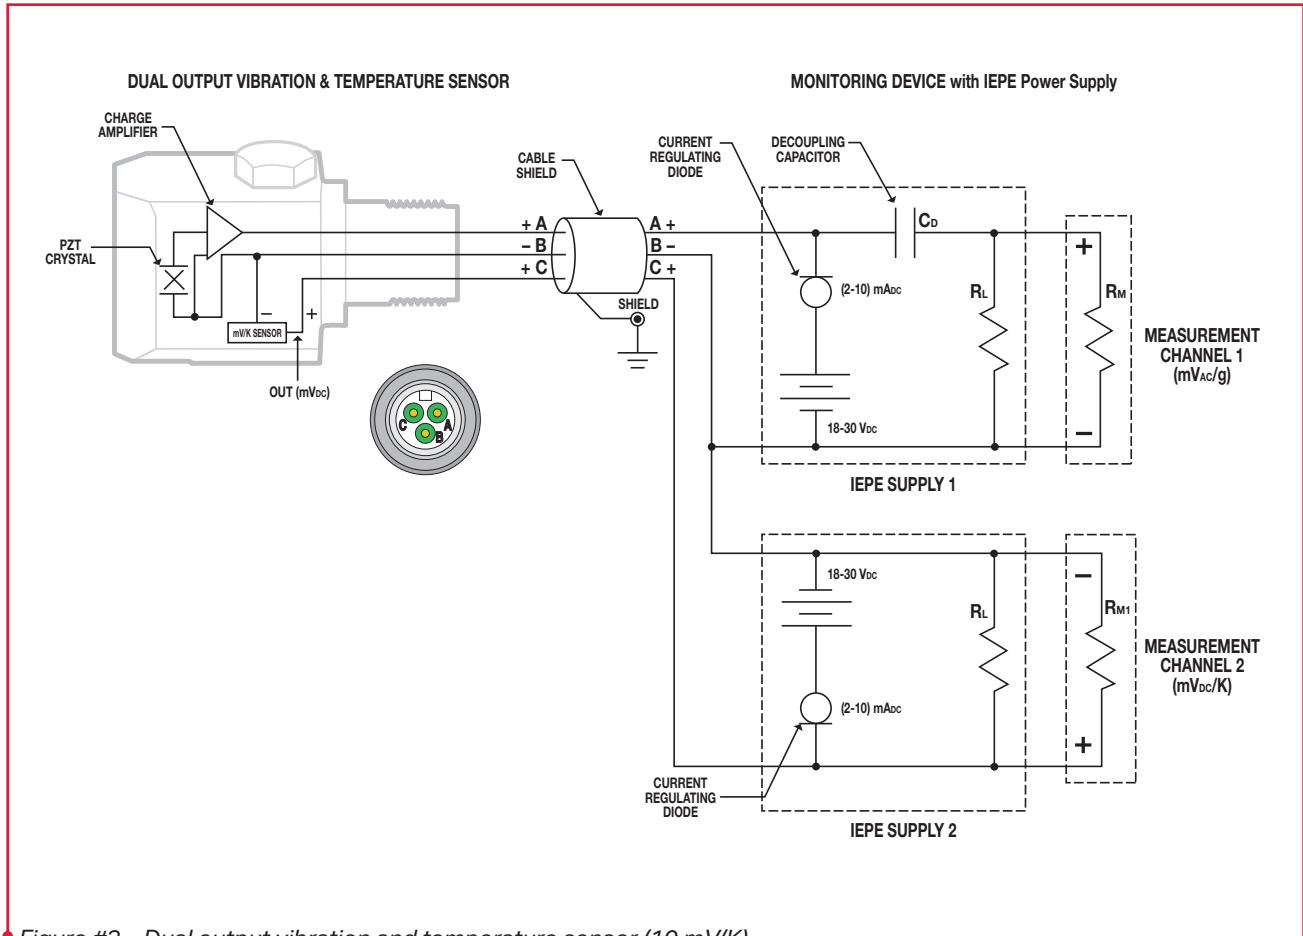 DUAL OUTPUT VIBRATION & TEMPERATURE SENSOR
MONITORING DEVICE with IEPE Power Supply
CHARGE
AMPLIFIER
CABLE
SHIELD
CURRENT
REGULATING
DIODE
DECOUPLING
CAPACITOR
PZT
CRYSTAL
+ A
– B
+ C
A +
B –
C +
SHIELD
CD
(2-10) mADC
RL
+
RM
–
MEASUREMENT
CHANNEL 1
(mVAC/g)
18-30 VDC
IEPE SUPPLY 1
–
+
mV/K SENSOR
OUT (mVDC)
C
A
B
18-30 VDC
RL
–
RM1
+
MEASUREMENT
CHANNEL 2
(mVDC/K)
(2-10) mADC
CURRENT
REGULATING
DIODE
IEPE SUPPLY 2